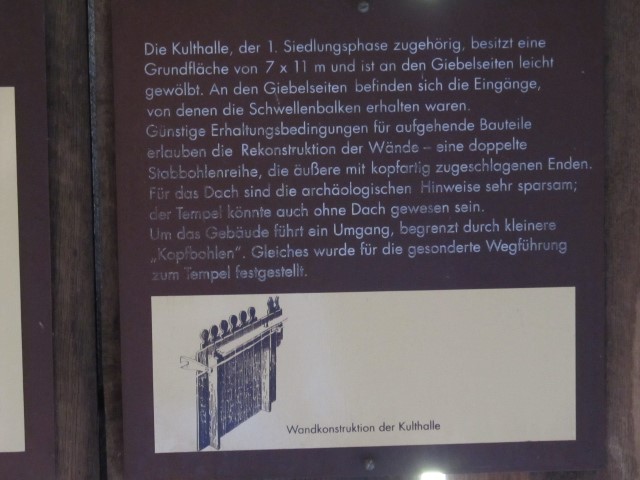 Die Kulthalle, der 1. Siedlungsphase zugehörig, besitzt eine
Grundfläche von 7 x 11 m und ist an den Giebelseiten leicht
gewölbt. An den Giebelseiten befinden sich die Eingänge,
von denen die Schwellenbalken erhalten waren.
Günstige Erhaltungsbedingungen für aufgehende Bauteile
erlauben die Rekonstruktion der Wände – eine doppelte
Stabbohlenreihe, die äußere mit kopfartig zugeschlagenen Enden.
Für das Dach sind die archäologischen Hinweise sehr sparsam;
der Tempel könnte auch ohne Dach gewesen sein.
Um das Gebäude führt ein Umgang, begrenzt durch kleinere
„Kopfbohlen“. Gleiches wurde für die gesonderte Wegführung
zum Tempel festgestellt.
Wandkonstruktion der Kulthalle